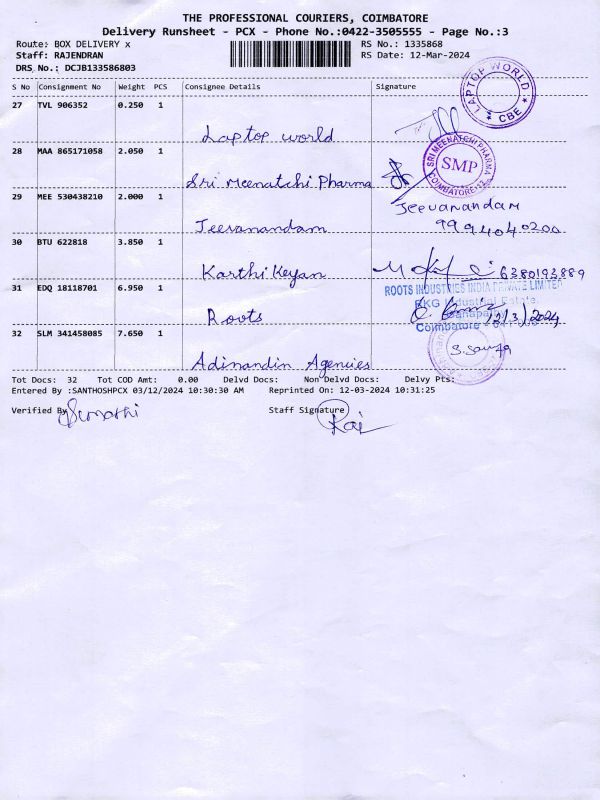 THE PROFESSIONAL COURIERS, COIMBATORE
Delivery Runsheet - PCX - Phone No.:0422-3505555 - Page No.:3
Route: BOX DELIVERY x RS No.: 1335868
Staff: RAJENDRAN RS Date: 12-Mar-2024
DRS No.: DCJB133586803
S No Consignment No Weight PCS Consignee Details Signature
27 TVL 906352 0.250 1
Laptop world
LAPTOP WORLD * CBE *
28 MAA 865171058 2.050 1
Sri Meenatchi Pharma
SRI MEENATCHI PHARMA SMP COIMBATORE-12
29 MEE 530438210 2.000 1
Jeevanandam
Jeevanandam
9994040200
30 BTU 622818 3.850 1
Karthikeyan 6380193889
31 EDQ 18118701 6.950 1
Roots
ROOTS INDUSTRIES INDIA PRIVATE LIMITED
RKG Industrial Estate,
12/3/2024
Coimbatore
32 SLM 341458085 7.650 1
Adinandin Agencies
Tot Docs: 32 Tot COD Amt: 0.00 Delvd Docs: Non Delvd Docs: Delvy Pts:
Entered By :SANTHOSHPCX 03/12/2024 10:30:30 AM Reprinted On: 12-03-2024 10:31:25
Verified By Staff Signature
Raj